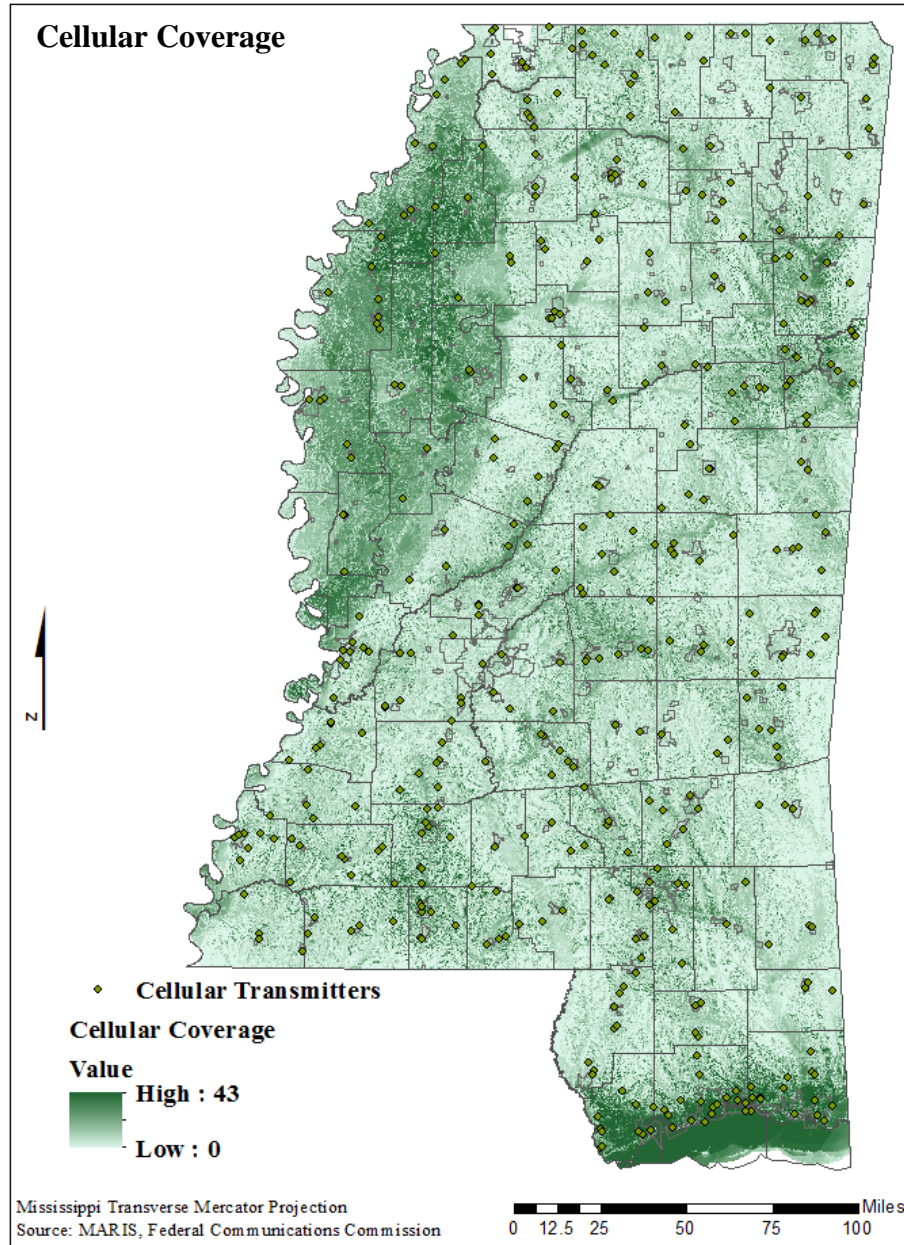 Cellular Coverage
N
Cellular Transmitters
Cellular Coverage
Value
High : 43
Low : 0
Mississippi Transverse Mercator Projection
Source: MARIS, Federal Communications Commission
Miles
0 12.5 25 50 75 100